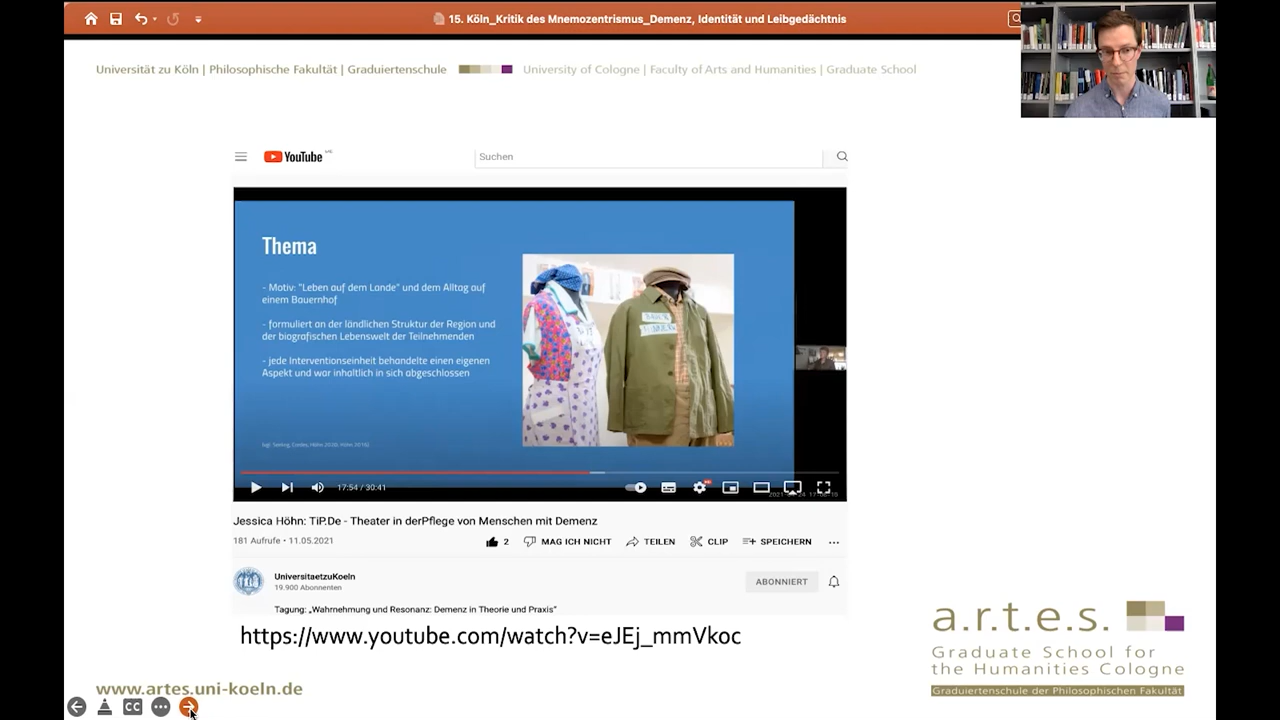 15. Köln_Kritik des Mnemozentrismus_Demenz, Identität und Leibgedächtnis
Universität zu Köln | Philosophische Fakultät | Graduiertenschule
University of Cologne | Faculty of Arts and Humanities | Graduate School
YouTube
Suchen
Thema
- Motiv: "Leben auf dem Lande" und dem Alltag auf
einem Bauernhof
- formuliert an der ländlichen Struktur der Region und
der biografischen Lebenswelt der Teilnehmenden
- jede Interventionseinheit behandelte einen eigenen
Aspekt und war inhaltlich in sich abgeschlossen
17:54 / 30:41
Jessica Höhn: TiP.De - Theater in derPflege von Menschen mit Demenz
181 Aufrufe • 11.05.2021
2
MAG ICH NICHT
TEILEN
CLIP
SPEICHERN
UniversitaetzuKoeln
19.900 Abonnenten
ABONNIERT
Tagung: „Wahrnehmung und Resonanz: Demenz in Theorie und Praxis“
https://www.youtube.com/watch?v=eJEj_mmVkoc
a.r.t.e.s.
Graduate School for
the Humanities Cologne
Graduiertenschule der Philosophischen Fakultät
www.artes.uni-koeln.de
CC